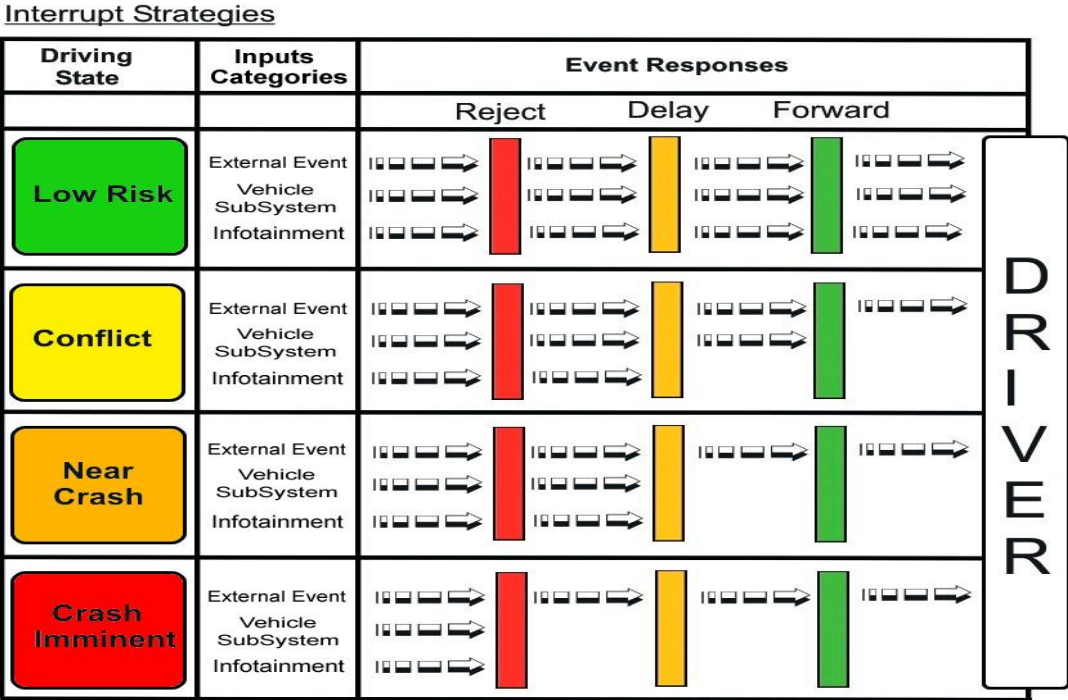 Interrupt Strategies
Driving
State
Inputs
Categories
Event Responses
Reject Delay Forward
Low Risk
External Event
Vehicle
SubSystem
Infotainment
Conflict
External Event
Vehicle
SubSystem
Infotainment
Near
Crash
External Event
Vehicle
SubSystem
Infotainment
Crash
Imminent
External Event
Vehicle
SubSystem
Infotainment
DRIVER